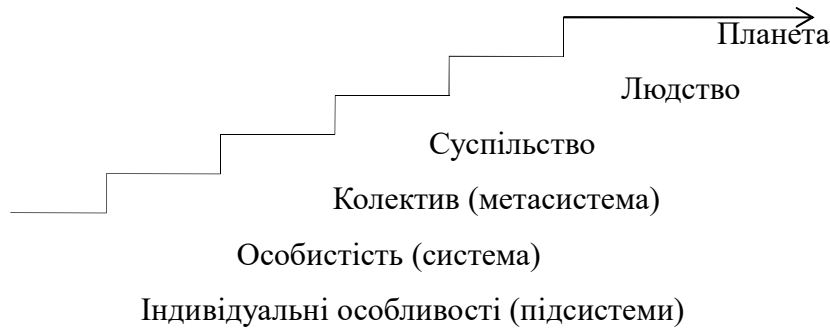 Планета
Людство
Суспільство
Колектив (метасистема)
Особистість (система)
Індивідуальні особливості (підсистеми)